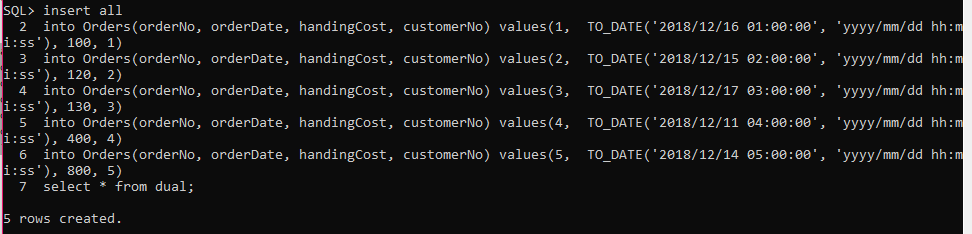 SQL> insert all
  2  into Orders(orderNo, orderDate, handingCost, customerNo) values(1,  TO_DATE('2018/12/16 01:00:00', 'yyyy/mm/dd hh:m
i:ss'), 100, 1)
  3  into Orders(orderNo, orderDate, handingCost, customerNo) values(2,  TO_DATE('2018/12/15 02:00:00', 'yyyy/mm/dd hh:m
i:ss'), 120, 2)
  4  into Orders(orderNo, orderDate, handingCost, customerNo) values(3,  TO_DATE('2018/12/17 03:00:00', 'yyyy/mm/dd hh:m
i:ss'), 130, 3)
  5  into Orders(orderNo, orderDate, handingCost, customerNo) values(4,  TO_DATE('2018/12/11 04:00:00', 'yyyy/mm/dd hh:m
i:ss'), 400, 4)
  6  into Orders(orderNo, orderDate, handingCost, customerNo) values(5,  TO_DATE('2018/12/14 05:00:00', 'yyyy/mm/dd hh:m
i:ss'), 800, 5)
  7  select * from dual;
5 rows created.